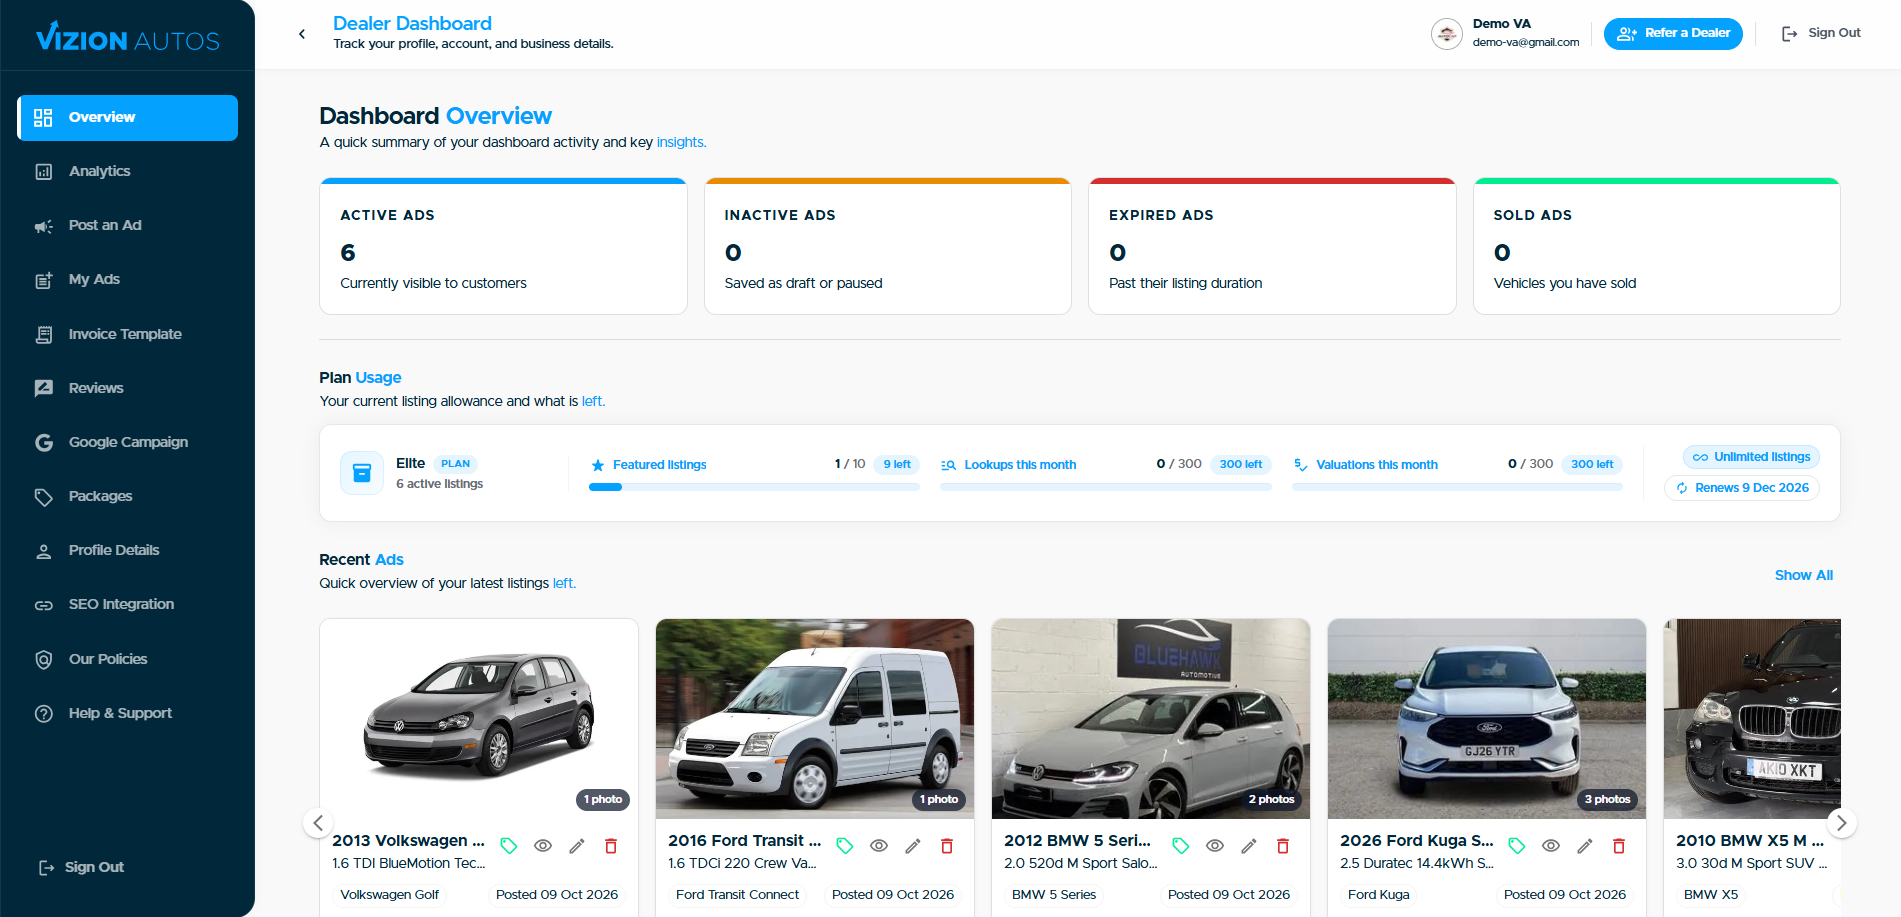 VIZION AUTOS
Dealer Dashboard
Track your profile, account, and business details.
Demo VA
demo-va@gmail.com
Refer a Dealer
Sign Out
Overview
Analytics
Post an Ad
My Ads
Invoice Template
Reviews
Google Campaign
Packages
Profile Details
SEO Integration
Our Policies
Help & Support
Sign Out
Dashboard Overview
A quick summary of your dashboard activity and key insights.
ACTIVE ADS
6
Currently visible to customers
INACTIVE ADS
0
Saved as draft or paused
EXPIRED ADS
0
Past their listing duration
SOLD ADS
0
Vehicles you have sold
Plan Usage
Your current listing allowance and what is left.
Elite PLAN
6 active listings
Featured listings 1 / 10 9 left
Lookups this month 0 / 300 300 left
Valuations this month 0 / 300 300 left
Unlimited listings
Renews 9 Dec 2026
Recent Ads
Quick overview of your latest listings left.
Show All
1 photo
2013 Volkswagen ...
1.6 TDI BlueMotion Tec...
Volkswagen Golf Posted 09 Oct 2026
1 photo
2016 Ford Transit ...
1.6 TDCi 220 Crew Va...
Ford Transit Connect Posted 09 Oct 2026
BLUEHAWK
AUTOMOTIVE
2 photos
2012 BMW 5 Seri...
2.0 520d M Sport Salo...
BMW 5 Series Posted 09 Oct 2026
Ford
GJ26 YTR
3 photos
2026 Ford Kuga S...
2.5 Duratec 14.4kWh S...
Ford Kuga Posted 09 Oct 2026
AK10 XKT
2010 BMW X5 M ...
3.0 30d M Sport SUV ...
BMW X5